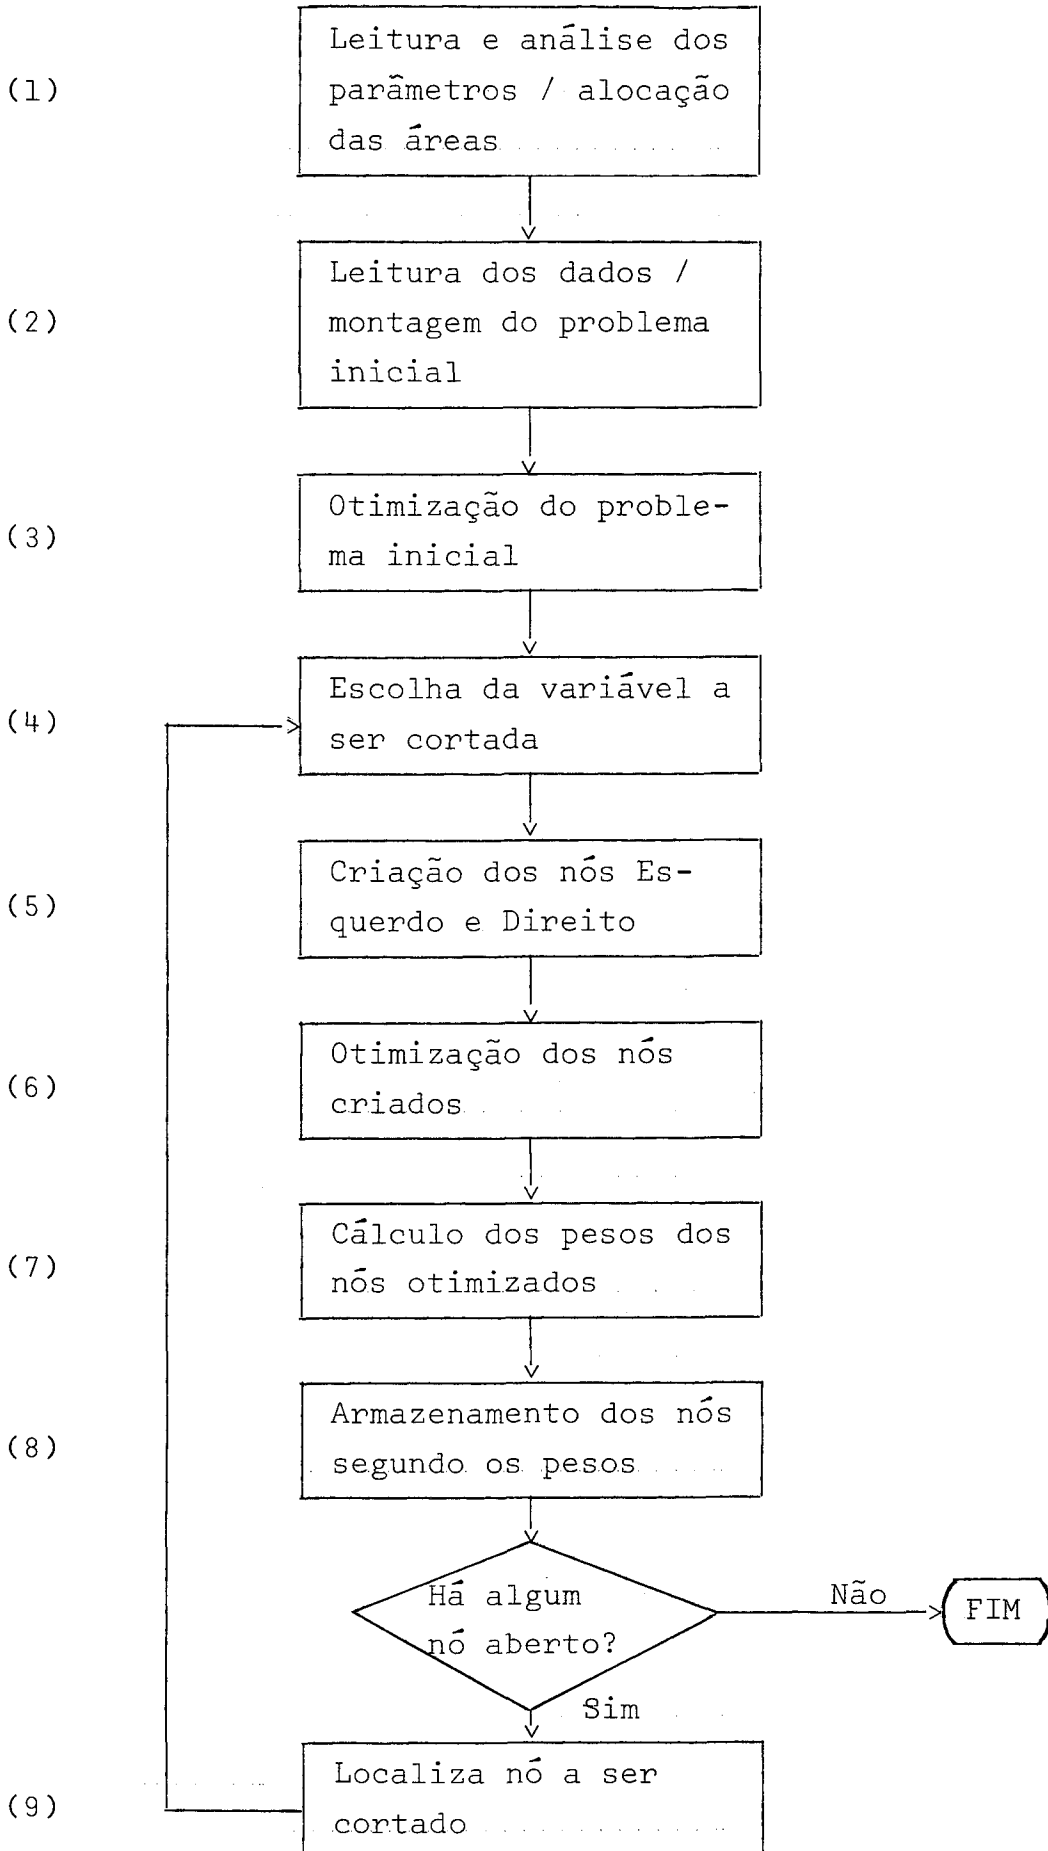 (1)
Leitura e análise dos
parâmetros / alocação
das áreas
(2)
Leitura dos dados /
montagem do problema
inicial
(3)
Otimização do proble-
ma inicial
(4)
Escolha da variável a
ser cortada
(5)
Criação dos nós Es-
querdo e Direito
(6)
Otimização dos nós
criados
(7)
Cálculo dos pesos dos
nós otimizados
(8)
Armazenamento dos nós
segundo os pesos
Há algum
nó aberto?
Não
FIM
Sim
(9)
Localiza nó a ser
cortado